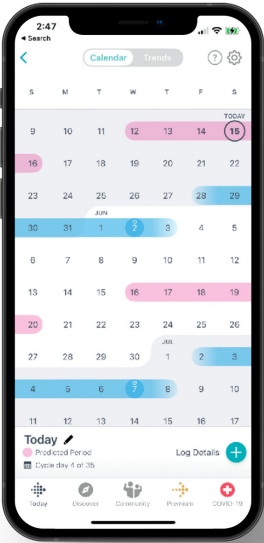 2:47
Search
Calendar Trends ?
S M T W T F S
TODAY
9 10 11 12 13 14 15
16 17 18 19 20 21 22
23 24 25 26 27 28 29
JUN
30 31 1 2 3 4 5
6 7 8 9 10 11 12
13 14 15 16 17 18 19
20 21 22 23 24 25 26
JUL
27 28 29 30 1 2 3
4 5 6 7 8 9 10
11 12 13 14 15 16 17
Today
Predicted Period
Log Details
Cycle day 4 of 35
Today Discover Community Premium COVID-19